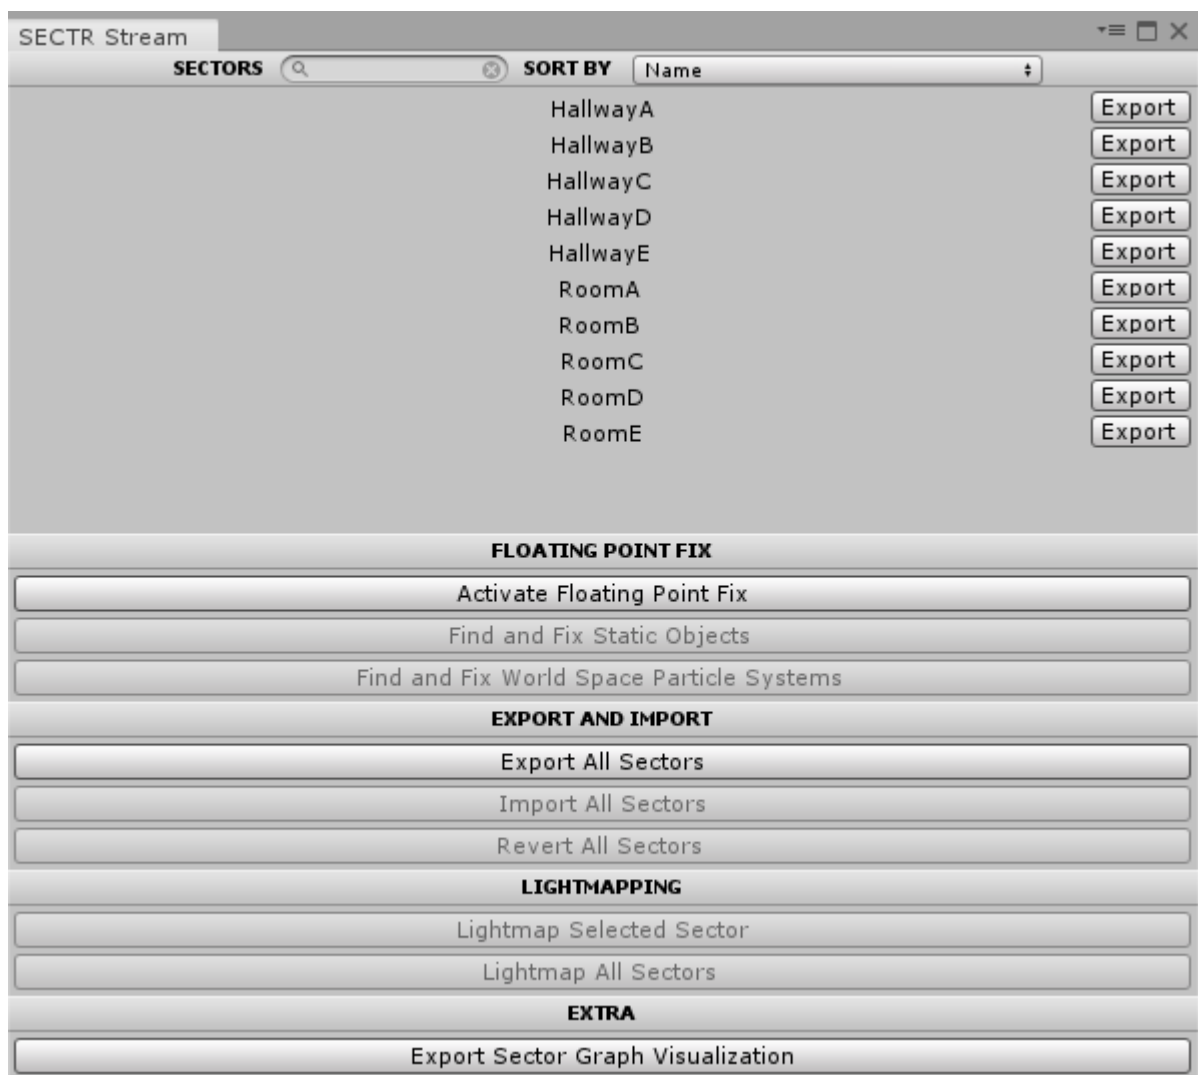 SECTR Stream
SECTORS SORT BY Name
HallwayA Export
HallwayB Export
HallwayC Export
HallwayD Export
HallwayE Export
RoomA Export
RoomB Export
RoomC Export
RoomD Export
RoomE Export
FLOATING POINT FIX
Activate Floating Point Fix
Find and Fix Static Objects
Find and Fix World Space Particle Systems
EXPORT AND IMPORT
Export All Sectors
Import All Sectors
Revert All Sectors
LIGHTMAPPING
Lightmap Selected Sector
Lightmap All Sectors
EXTRA
Export Sector Graph Visualization